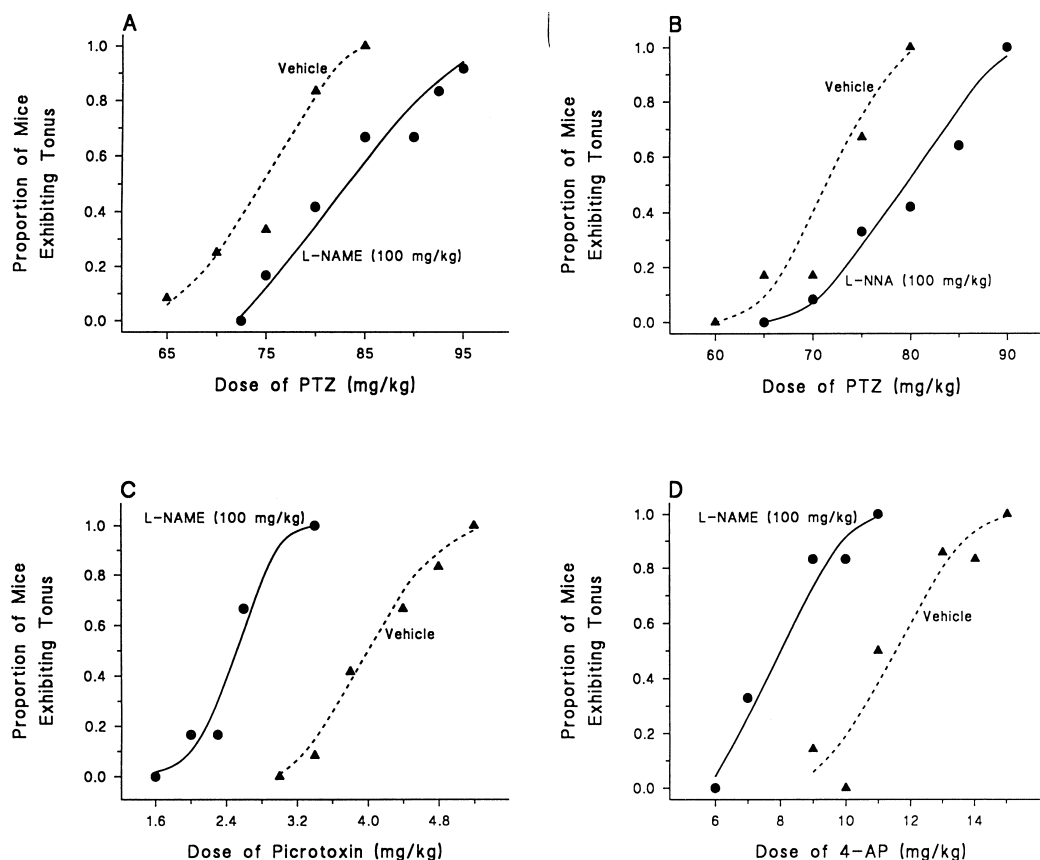 A
Proportion of Mice
Exhibiting Tonus
1.0
0.8
0.6
0.4
0.2
0.0
Vehicle
L-NAME (100 mg/kg)
65 75 85 95
Dose of PTZ (mg/kg)
B
Proportion of Mice
Exhibiting Tonus
1.0
0.8
0.6
0.4
0.2
0.0
Vehicle
L-NNA (100 mg/kg)
60 70 80 90
Dose of PTZ (mg/kg)
C
Proportion of Mice
Exhibiting Tonus
L-NAME (100 mg/kg)
1.0
0.8
0.6
0.4
0.2
0.0
Vehicle
1.6 2.4 3.2 4.0 4.8
Dose of Picrotoxin (mg/kg)
D
Proportion of Mice
Exhibiting Tonus
L-NAME (100 mg/kg)
1.0
0.8
0.6
0.4
0.2
0.0
Vehicle
6 8 10 12 14
Dose of 4-AP (mg/kg)